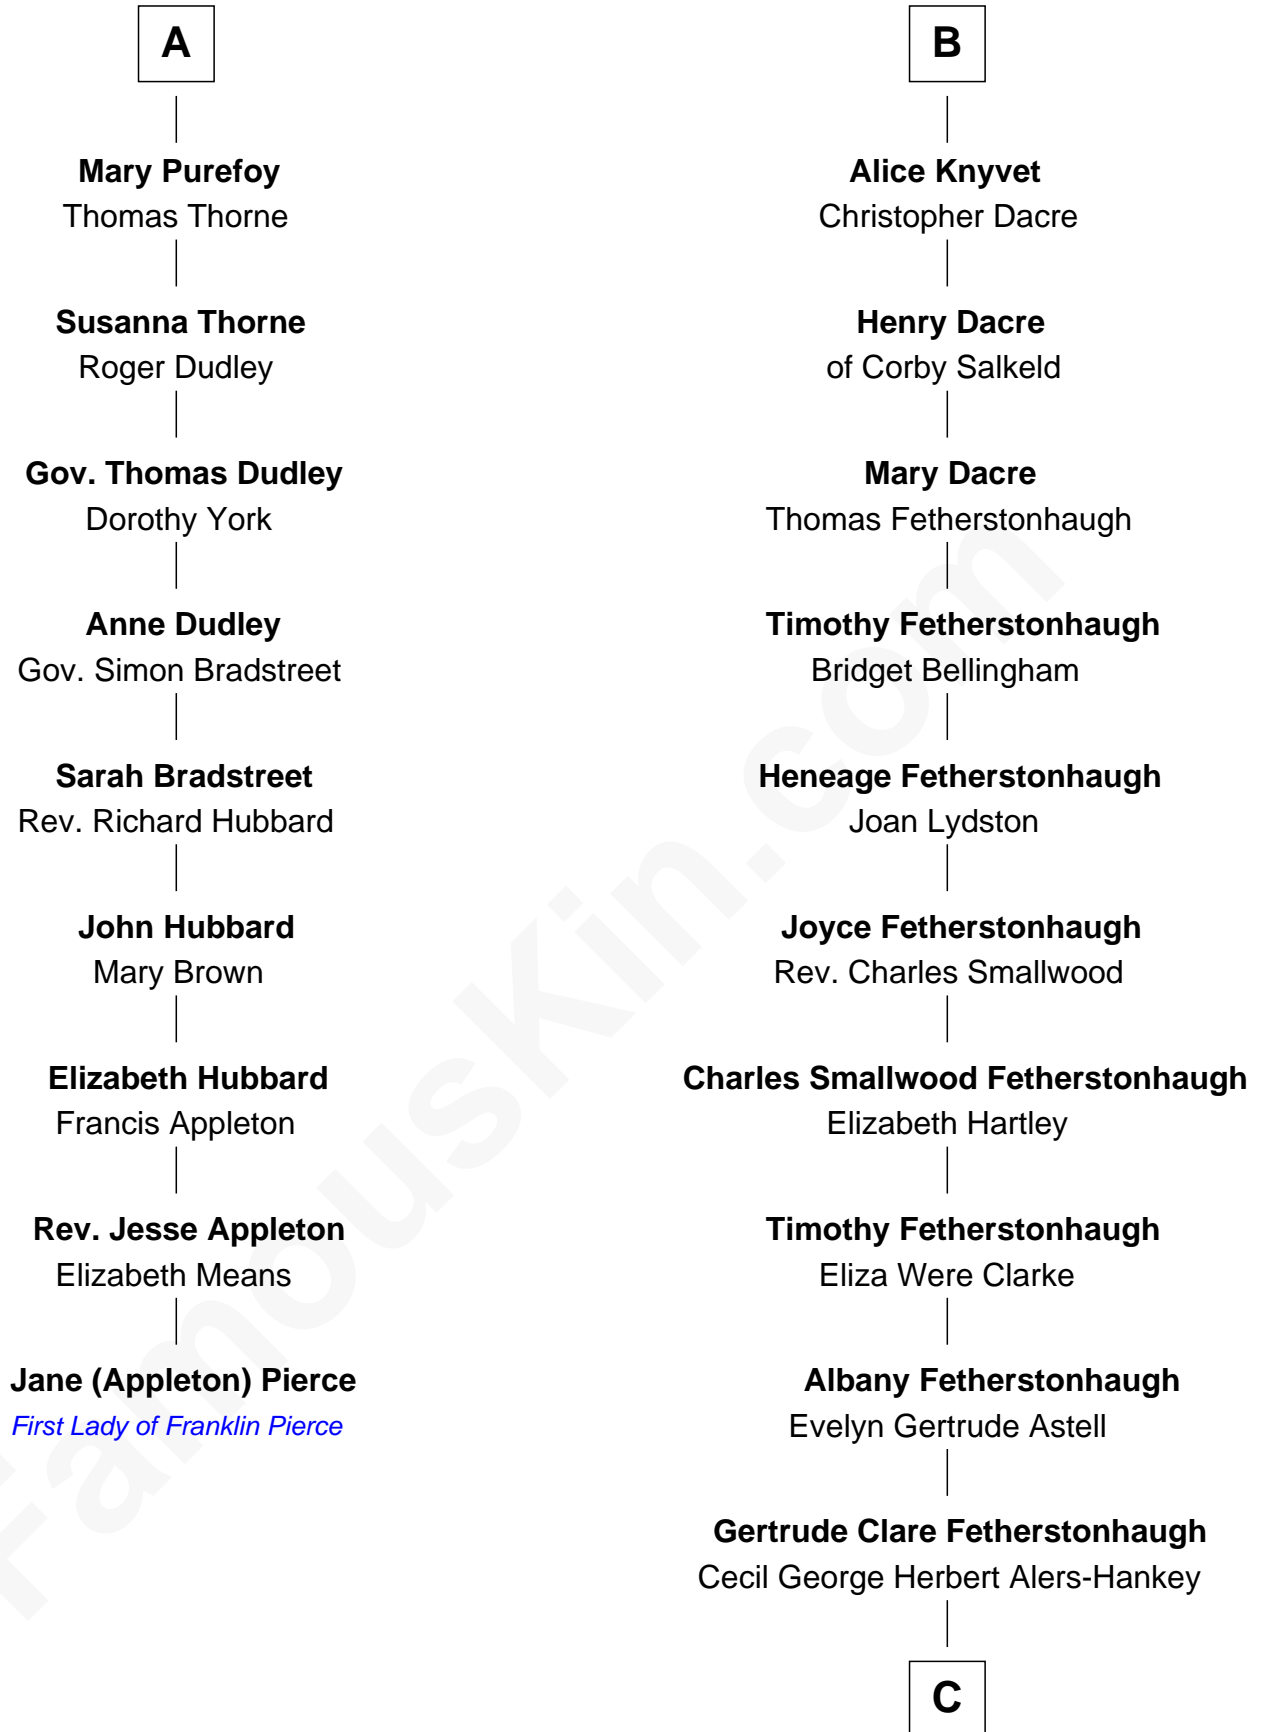 A
Mary Purefoy
Thomas Thorne
Susanna Thorne
Roger Dudley
Gov. Thomas Dudley
Dorothy York
Anne Dudley
Gov. Simon Bradstreet
Sarah Bradstreet
Rev. Richard Hubbard
John Hubbard
Mary Brown
Elizabeth Hubbard
Francis Appleton
Rev. Jesse Appleton
Elizabeth Means
Jane (Appleton) Pierce
First Lady of Franklin Pierce
B
Alice Knyvet
Christopher Dacre
Henry Dacre
of Corby Salkeld
Mary Dacre
Thomas Fetherstonhaugh
Timothy Fetherstonhaugh
Bridget Bellingham
Heneage Fetherstonhaugh
Joan Lydston
Joyce Fetherstonhaugh
Rev. Charles Smallwood
Charles Smallwood Fetherstonhaugh
Elizabeth Hartley
Timothy Fetherstonhaugh
Eliza Were Clarke
Albany Fetherstonhaugh
Evelyn Gertrude Astell
Gertrude Clare Fetherstonhaugh
Cecil George Herbert Alers-Hankey
C
FamousKin.com